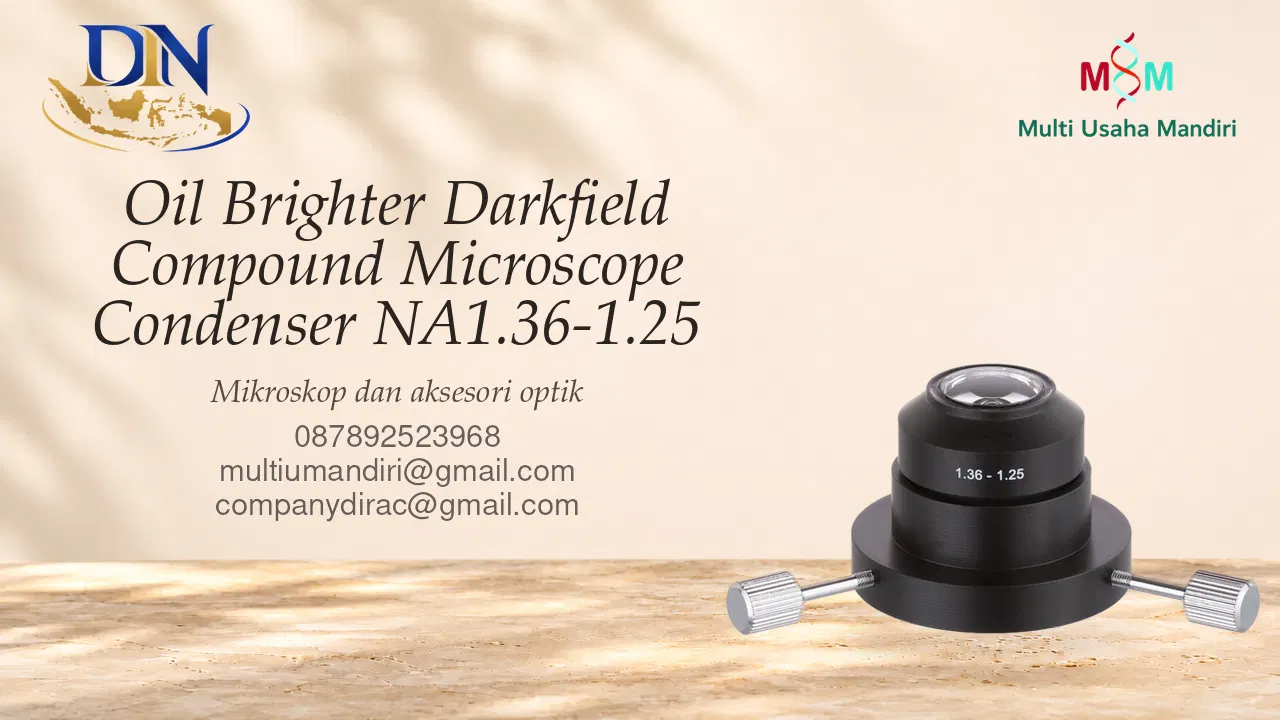 DIN
MSM
Multi Usaha Mandiri
Oil Brighter Darkfield
Compound Microscope
Condenser NA1.36-1.25
Mikroskop dan aksesori optik
087892523968
multiumandiri@gmail.com
companydirac@gmail.com
1.36 - 1.25